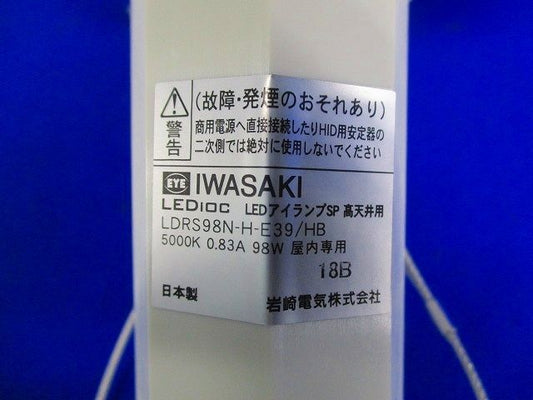 (故障・発煙のおそれあり)
警告
商用電源へ直接接続したりHID用安定器の
二次側では絶対に使用しないでください
EYE IWASAKI
LEDioc LEDアイランプSP 高天井用
LDRS98N-H-E39/HB
5000K 0.83A 98W 屋内専用
18B
日本製 岩崎電気株式会社